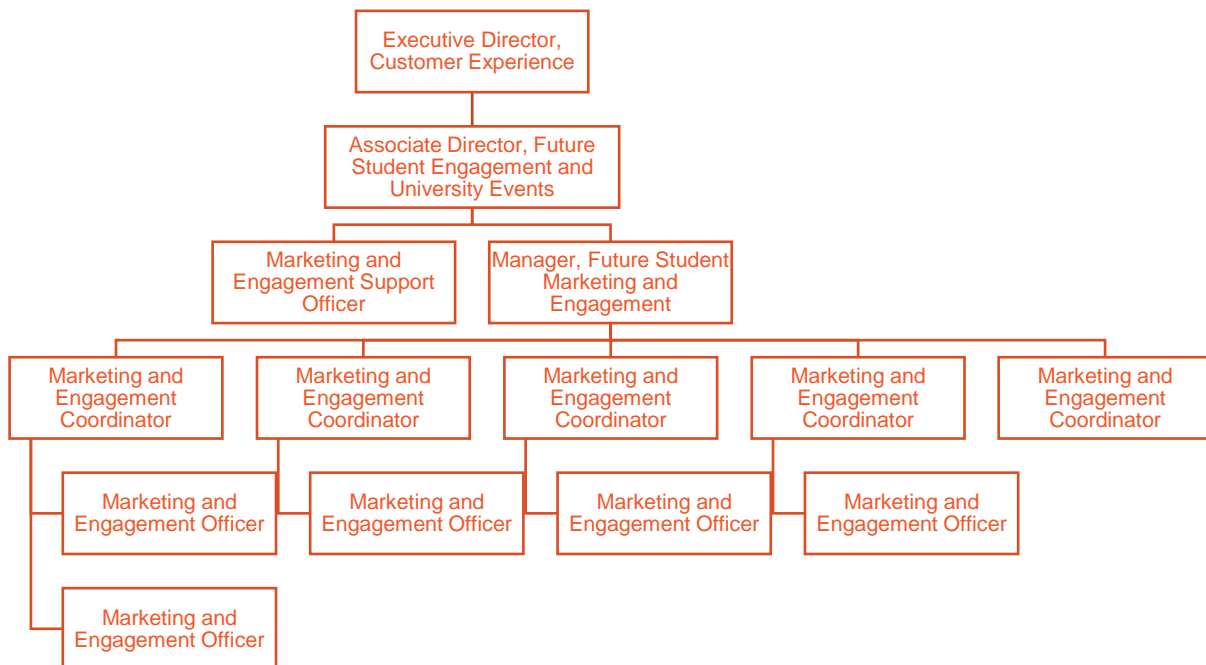 Executive Director,
Customer Experience
Associate Director, Future
Student Engagement and
University Events
Marketing and
Engagement Support
Officer
Manager, Future Student
Marketing and
Engagement
Marketing and
Engagement
Coordinator
Marketing and
Engagement
Coordinator
Marketing and
Engagement
Coordinator
Marketing and
Engagement
Coordinator
Marketing and
Engagement
Coordinator
Marketing and
Engagement Officer
Marketing and
Engagement Officer
Marketing and
Engagement Officer
Marketing and
Engagement Officer
Marketing and
Engagement Officer